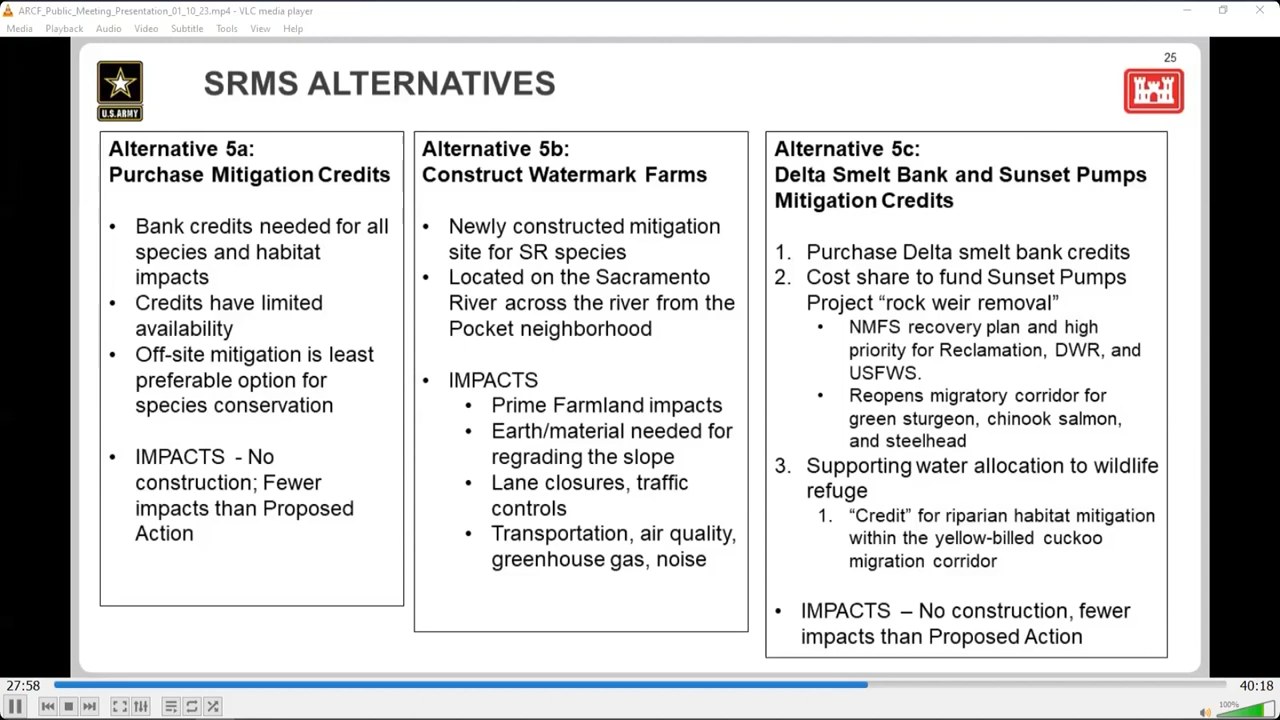 ARCF_Public_Meeting_Presentation_01_10_23.mp4 - VLC media player
Media Playback Audio Video Subtitle Tools View Help
25
U.S.ARMY
SRMS ALTERNATIVES
Alternative 5a:
Purchase Mitigation Credits
• Bank credits needed for all
species and habitat
impacts
• Credits have limited
availability
• Off-site mitigation is least
preferable option for
species conservation
• IMPACTS - No
construction; Fewer
impacts than Proposed
Action
Alternative 5b:
Construct Watermark Farms
• Newly constructed mitigation
site for SR species
• Located on the Sacramento
River across the river from the
Pocket neighborhood
• IMPACTS
• Prime Farmland impacts
• Earth/material needed for
regrading the slope
• Lane closures, traffic
controls
• Transportation, air quality,
greenhouse gas, noise
Alternative 5c:
Delta Smelt Bank and Sunset Pumps
Mitigation Credits
1. Purchase Delta smelt bank credits
2. Cost share to fund Sunset Pumps
Project “rock weir removal”
• NMFS recovery plan and high
priority for Reclamation, DWR, and
USFWS.
• Reopens migratory corridor for
green sturgeon, chinook salmon,
and steelhead
3. Supporting water allocation to wildlife
refuge
1. “Credit” for riparian habitat mitigation
within the yellow-billed cuckoo
migration corridor
• IMPACTS – No construction, fewer
impacts than Proposed Action
27:58
40:18
100%